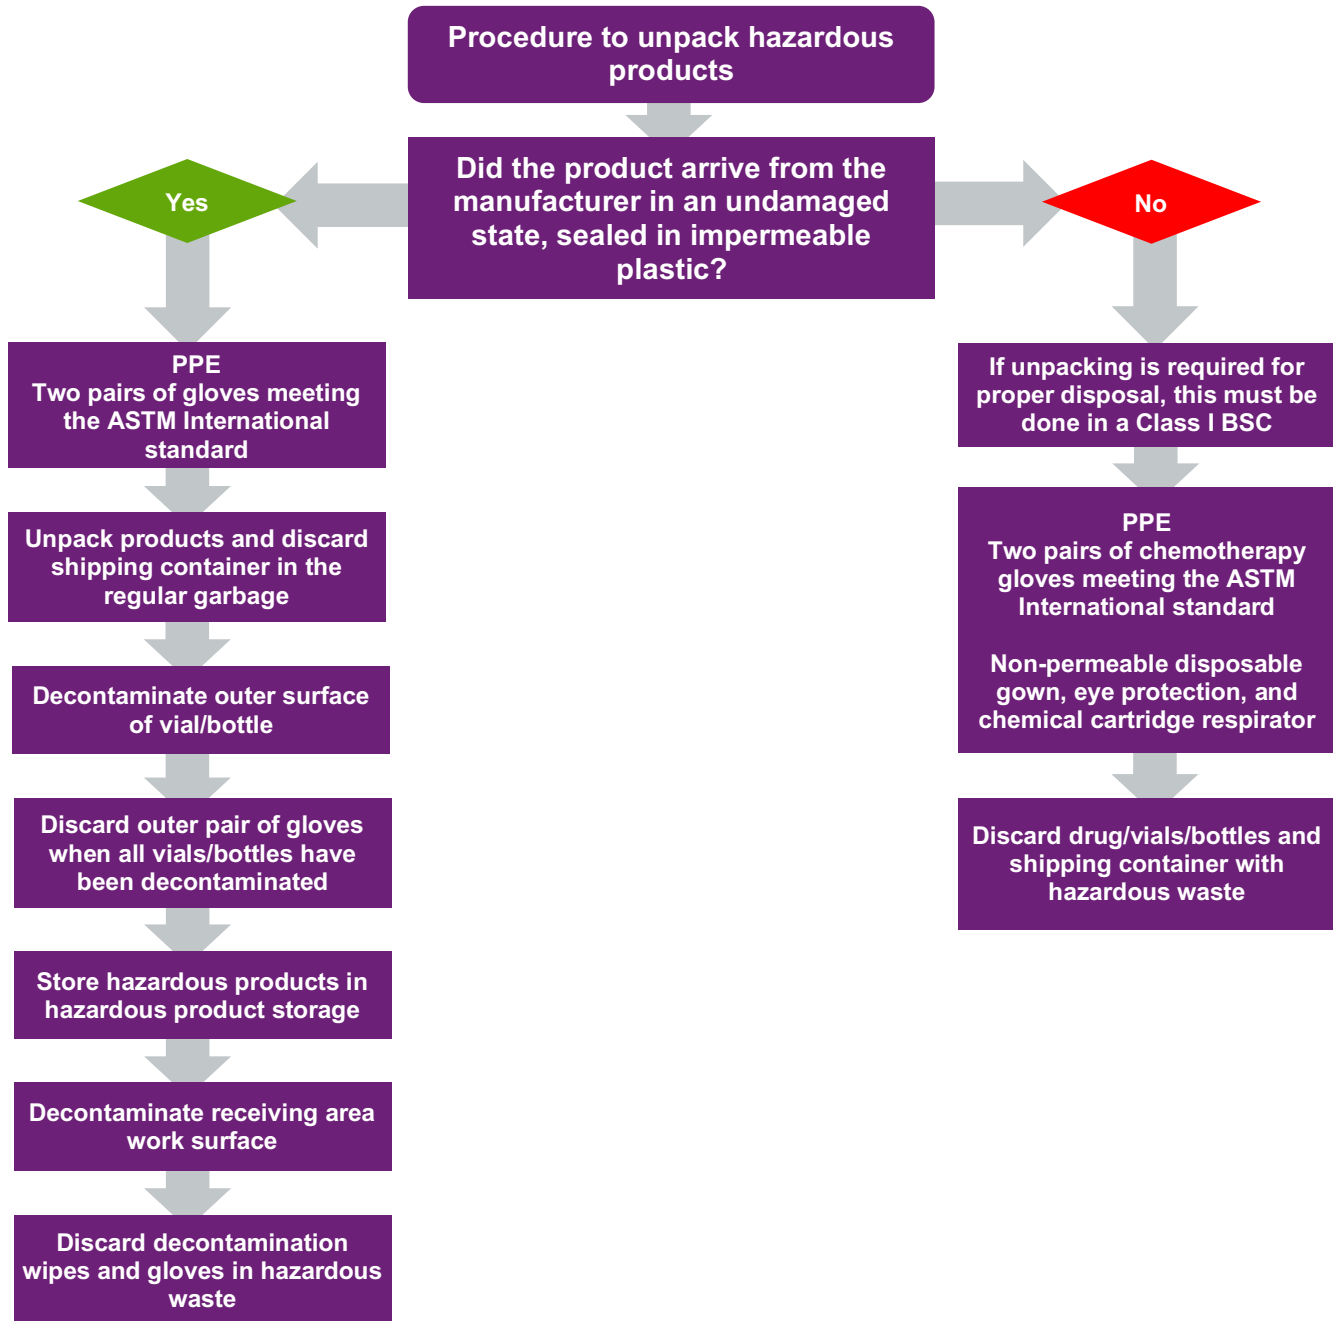 Procedure to unpack hazardous
products
Did the product arrive from the
manufacturer in an undamaged
state, sealed in impermeable
plastic?
Yes
PPE
Two pairs of gloves meeting
the ASTM International
standard
Unpack products and discard
shipping container in the
regular garbage
Decontaminate outer surface
of vial/bottle
Discard outer pair of gloves
when all vials/bottles have
been decontaminated
Store hazardous products in
hazardous product storage
Decontaminate receiving area
work surface
Discard decontamination
wipes and gloves in hazardous
waste
No
If unpacking is required for
proper disposal, this must be
done in a Class I BSC
PPE
Two pairs of chemotherapy
gloves meeting the ASTM
International standard
Non-permeable disposable
gown, eye protection, and
chemical cartridge respirator
Discard drug/vials/bottles and
shipping container with
hazardous waste